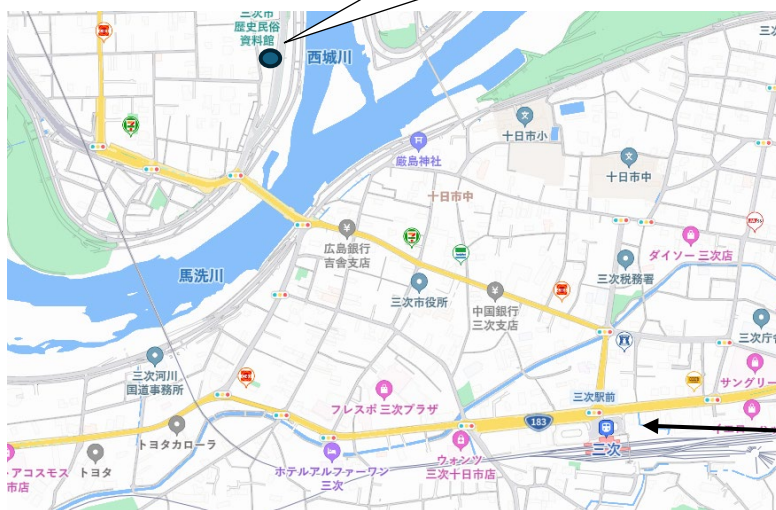 三次市
歴史民俗
資料館
西城川
十日市小
厳島神社
十日市中
十日市中
広島銀行
吉舎支店
ダイソー 三次店
三次税務署
馬洗川
三次市役所
中国銀行
三次支店
三次河川
国道事務所
三次駅前
サングリー
フレスポ 三次プラザ
183
トヨタカローラ
三次
アコスモス
市店
トヨタ
ホテルアルファーワン
三次
ウォンツ
三次十日市店